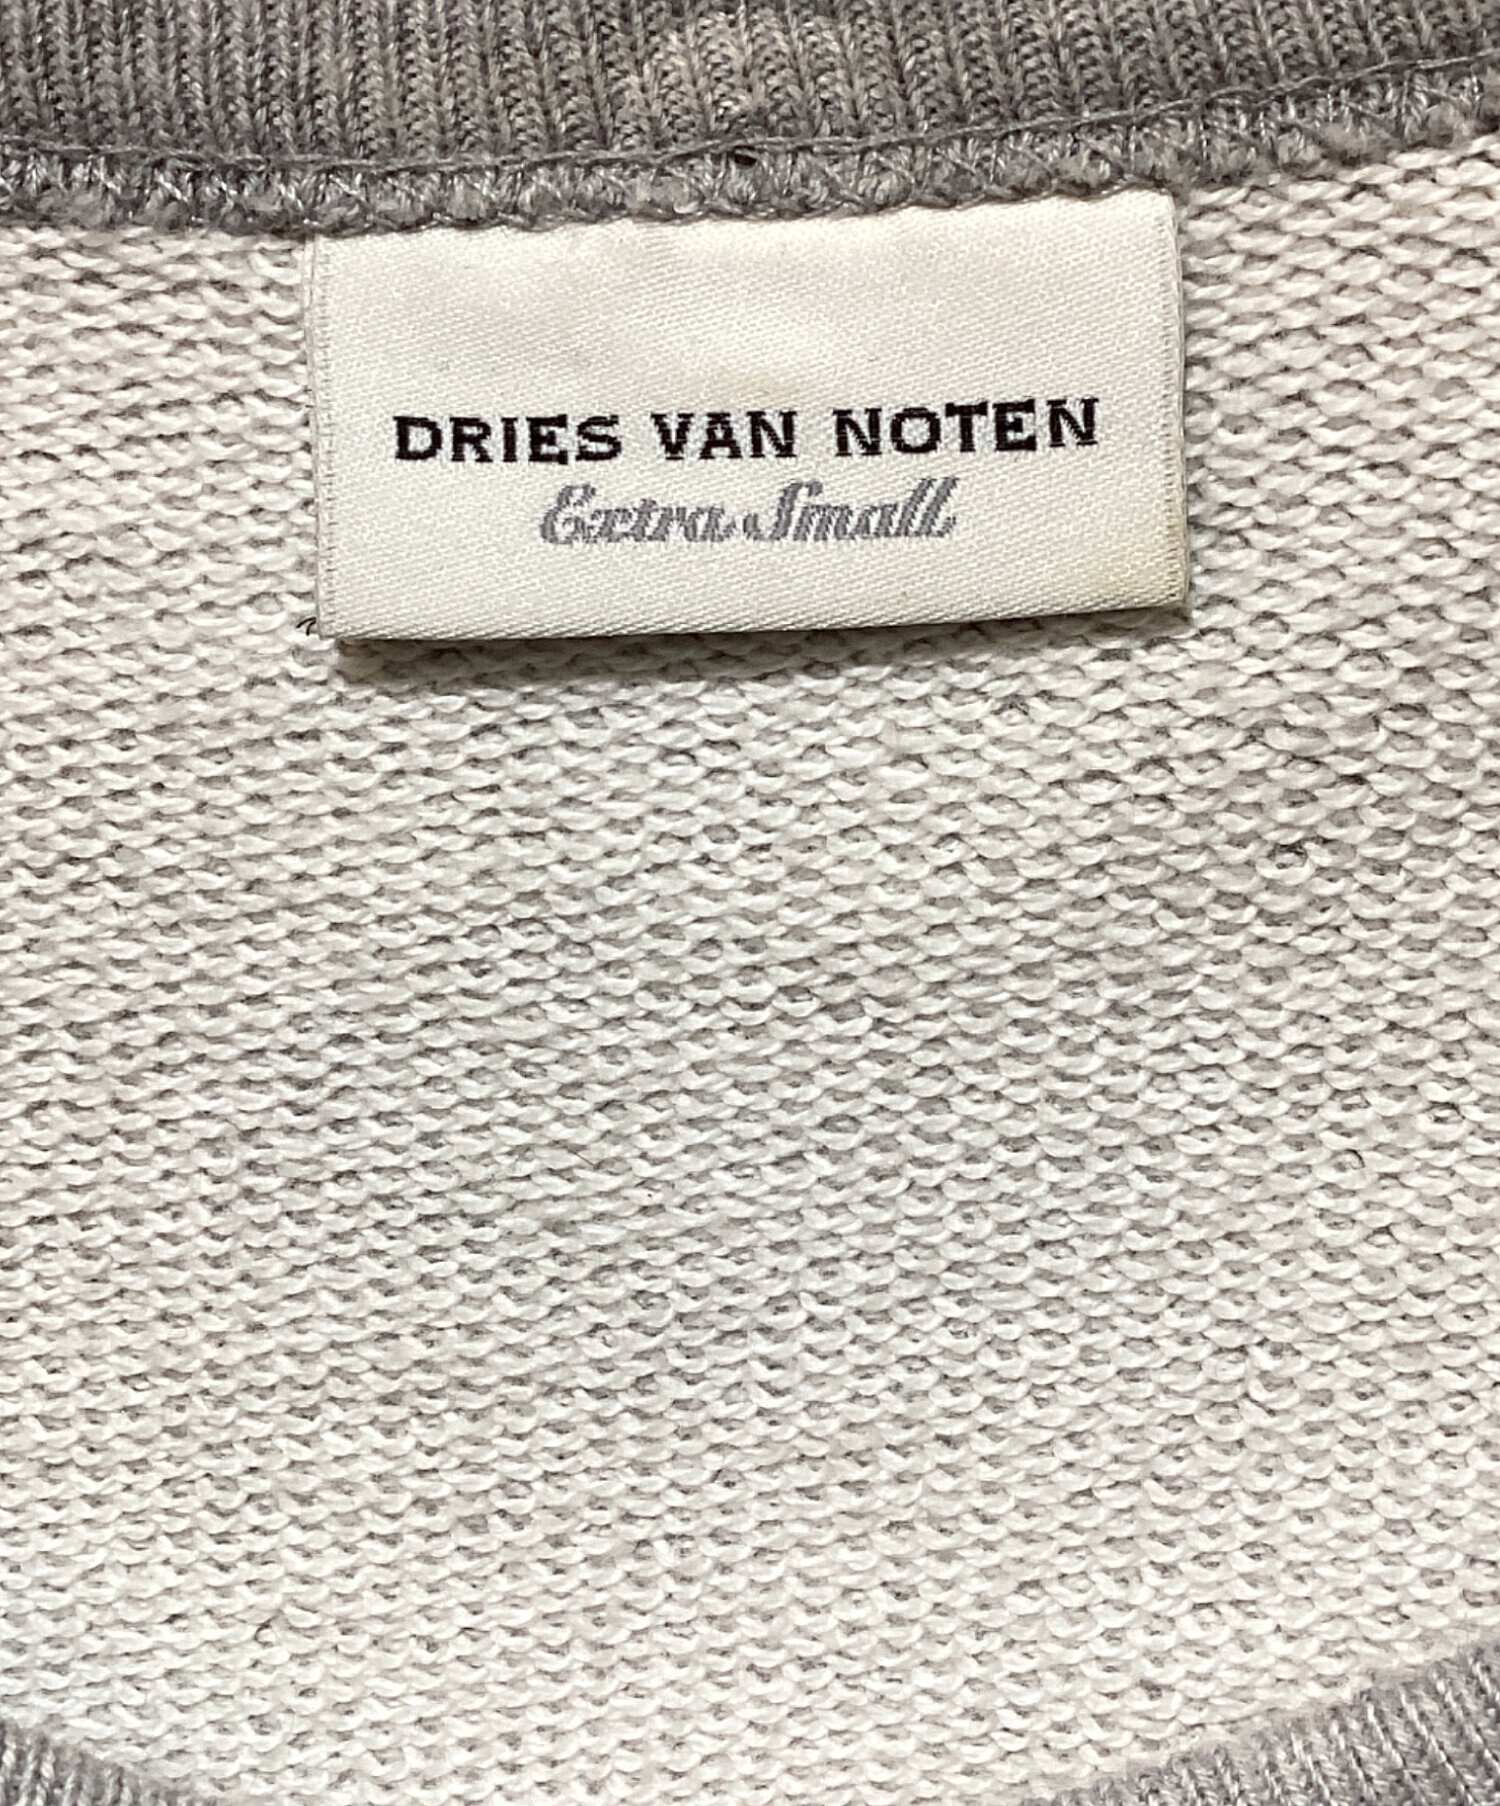 DRIES VAN NOTEN
Extra Small